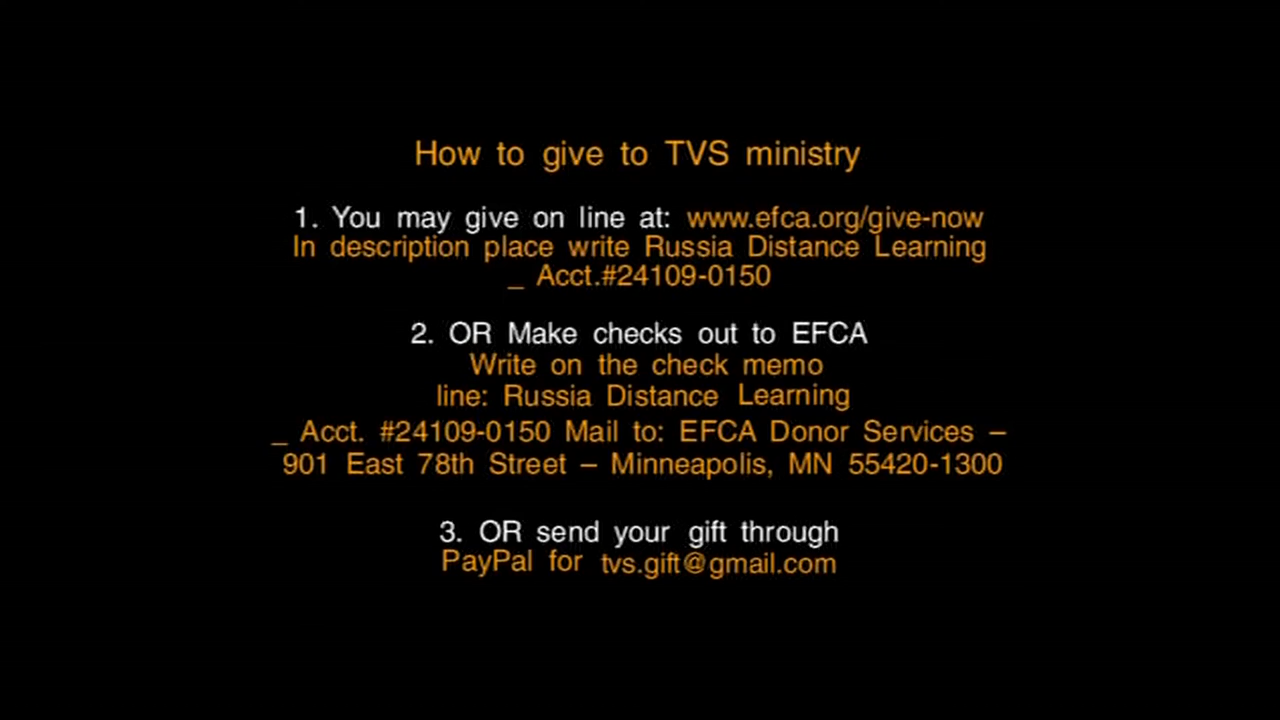 How to give to TVS ministry
1. You may give on line at: www.efca.org/give-now
In description place write Russia Distance Learning
_ Acct.#24109-0150
2. OR Make checks out to EFCA
Write on the check memo
line: Russia Distance Learning
_ Acct. #24109-0150 Mail to: EFCA Donor Services –
901 East 78th Street – Minneapolis, MN 55420-1300
3. OR send your gift through
PayPal for tvs.gift@gmail.com